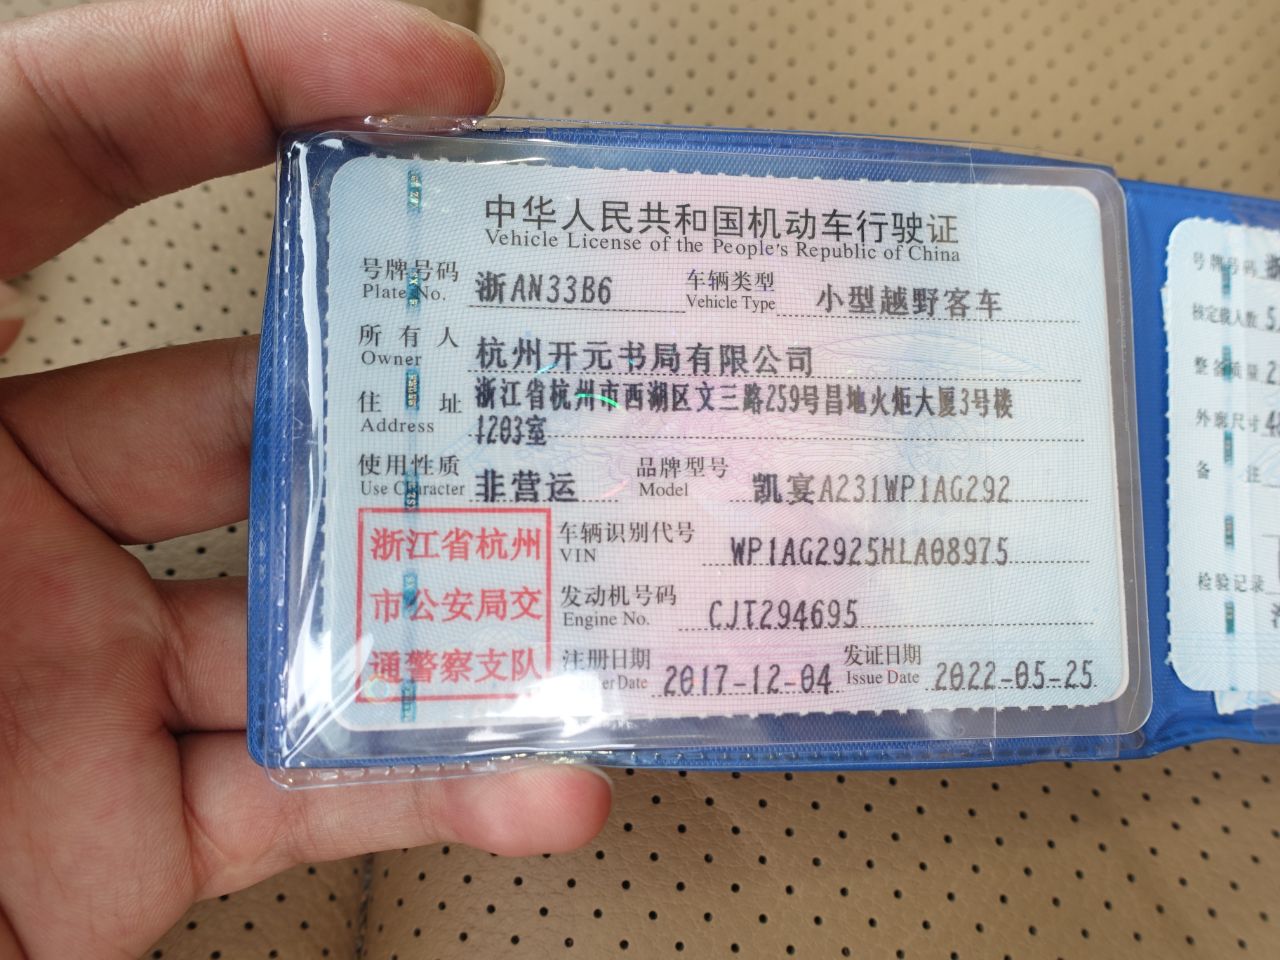 中华人民共和国机动车行驶证
Vehicle License of the People's Republic of China
号牌号码 浙AN33B6 车辆类型 小型越野客车
Plate No. Vehicle Type
所有人 杭州开元书局有限公司
Owner
住址 浙江省杭州市西湖区文三路259号昌地火炬大厦3号楼
Address 1203室
使用性质 非营运 品牌型号 凯宴A231WP1AG292
Use Character Model
浙江省杭州
市公安局交
通警察支队
车辆识别代号 WP1AG2925HLA08975
VIN
发动机号码 CJT294695
Engine No.
注册日期 2017-12-04 发证日期 2022-05-25
Date Issue Date
号牌号码 浙
核定载人数 5
整备质量 2
外廓尺寸 48
备注
检验记录